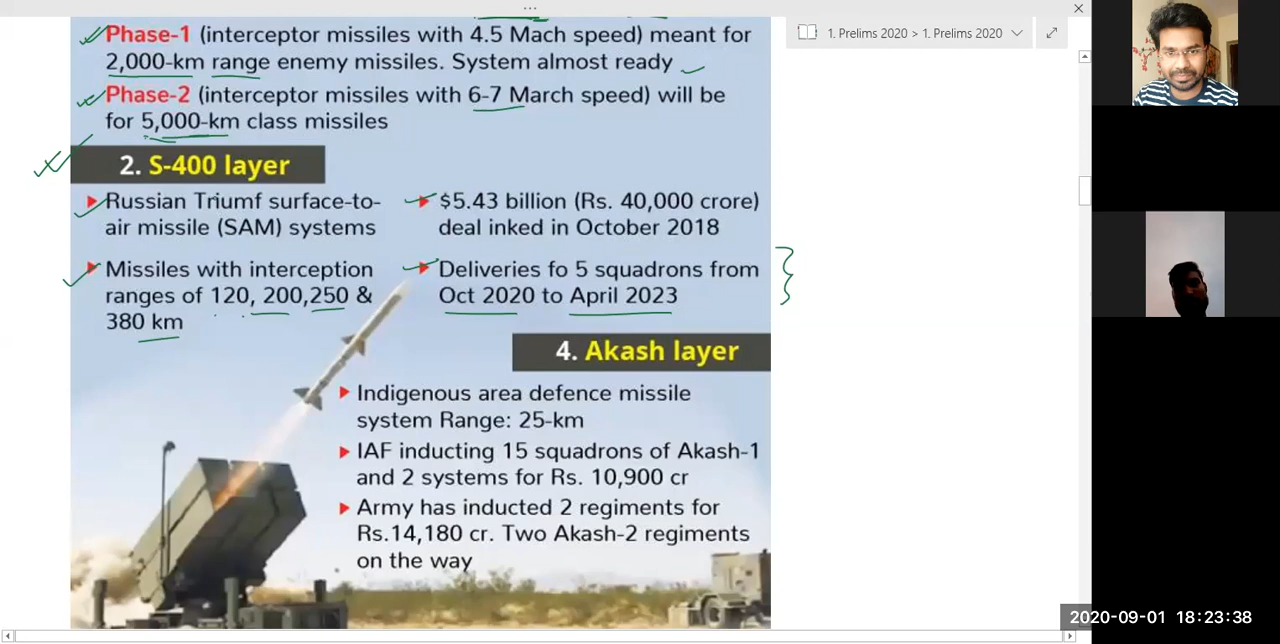 1. Prelims 2020 > 1. Prelims 2020
Phase-1 (interceptor missiles with 4.5 Mach speed) meant for
2,000-km range enemy missiles. System almost ready
Phase-2 (interceptor missiles with 6-7 March speed) will be
for 5,000-km class missiles
2. S-400 layer
Russian Triumf surface-to-
air missile (SAM) systems
Missiles with interception
ranges of 120, 200,250 &
380 km
$5.43 billion (Rs. 40,000 crore)
deal inked in October 2018
Deliveries fo 5 squadrons from
Oct 2020 to April 2023
4. Akash layer
Indigenous area defence missile
system Range: 25-km
IAF inducting 15 squadrons of Akash-1
and 2 systems for Rs. 10,900 cr
Army has inducted 2 regiments for
Rs.14,180 cr. Two Akash-2 regiments
on the way
2020-09-01 18:23:38